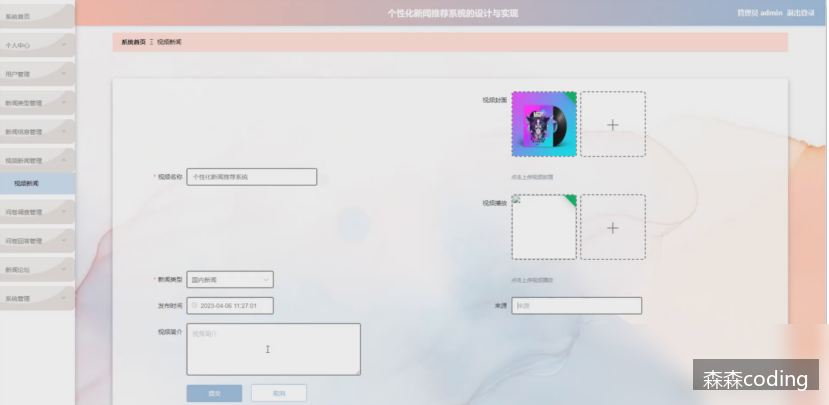 个性化新闻推荐系统的设计与实现
管理员 admin 退出登录
系统首页
个人中心
用户管理
新闻类型管理
新闻信息管理
视频新闻管理
视频新闻
问卷调查管理
问卷回答管理
新闻论坛
系统管理
系统首页 Ξ 视频新闻
视频封面
点击上传视频封面
* 视频名称 个性化新闻推荐系统
视频播放
点击上传视频播放
* 新闻类型 国内新闻
发布时间 2023-04-06 11:27:01
来源 来源
视频简介 视频简介
提交 取消
森森coding